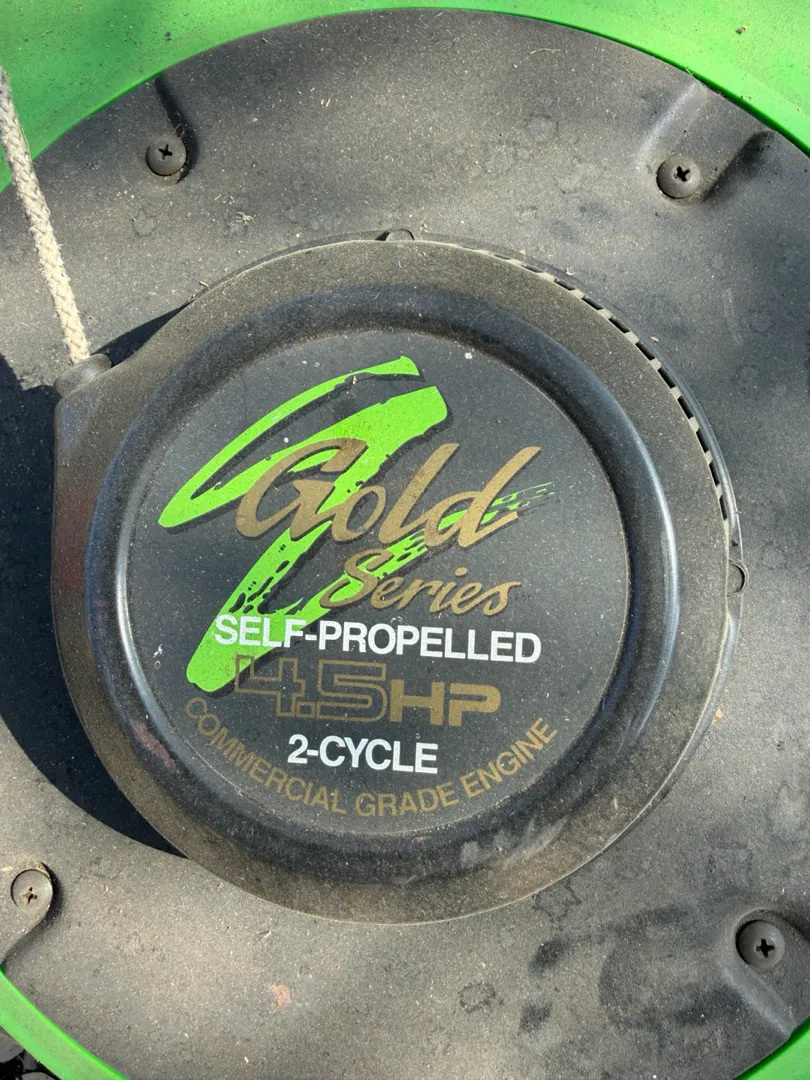 Gold
Series
SELF-PROPELLED
4.5HP
2-CYCLE
COMMERCIAL GRADE ENGINE